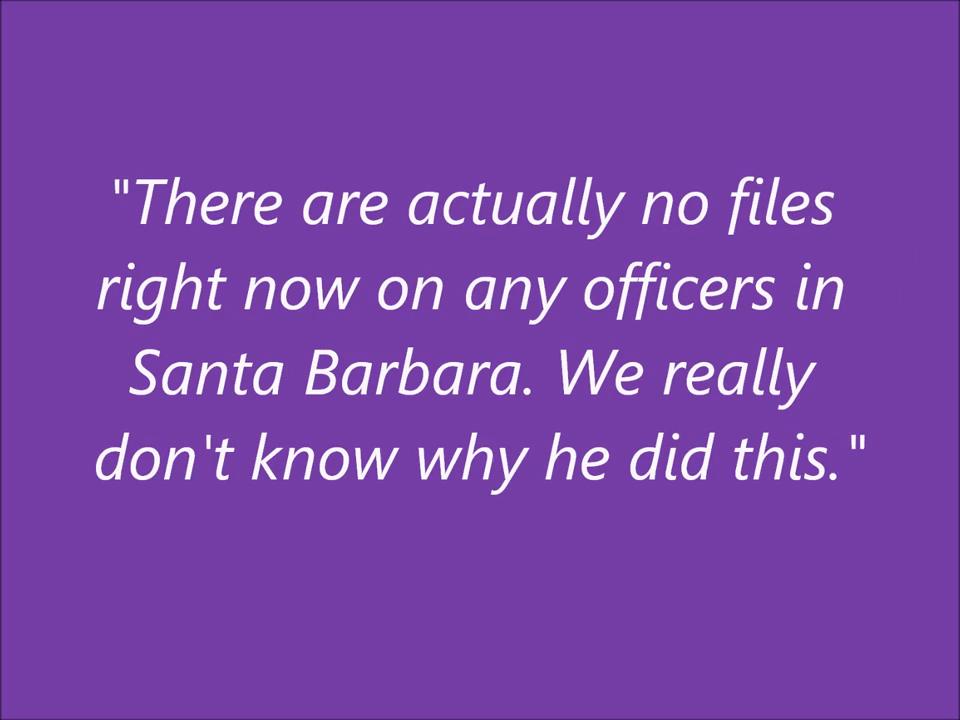 "There are actually no files
right now on any officers in
Santa Barbara. We really
don't know why he did this."